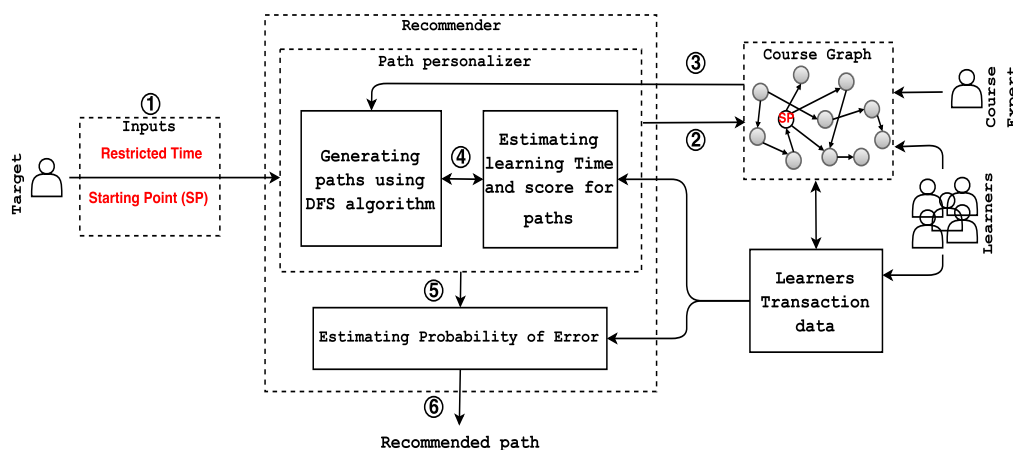 Recommender
Path personalizer
①
Inputs
Restricted Time
Starting Point (SP)
Target
Generating
paths using
DFS algorithm
④
Estimating
learning Time
and score for
paths
③
②
Course Graph
SP
Course Expert
Learners
Learners
Transaction
data
⑤
Estimating Probability of Error
⑥
Recommended path